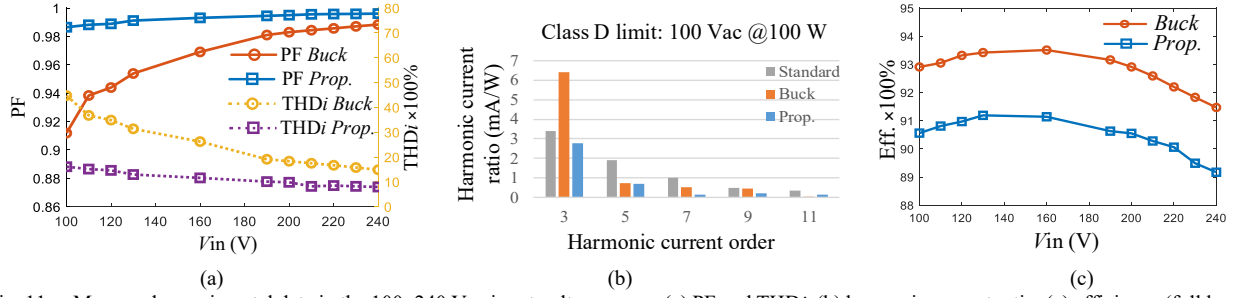 1
0.98
0.96
0.94
0.92
0.9
0.88
0.86
PF
PF Buck
PF Prop.
THDi Buck
THDi Prop.
80
70
60
50
40
30
20
10
0
THDi ×100%
100 120 140 160 180 200 220 240
Vin (V)
(a)
Class D limit: 100 Vac @100 W
Harmonic current
ratio (mA/W)
7
6
5
4
3
2
1
0
Standard
Buck
Prop.
3 5 7 9 11
Harmonic current order
(b)
95
94
93
92
91
90
89
88
Eff. ×100%
Buck
Prop.
100 120 140 160 180 200 220 240
Vin (V)
(c)